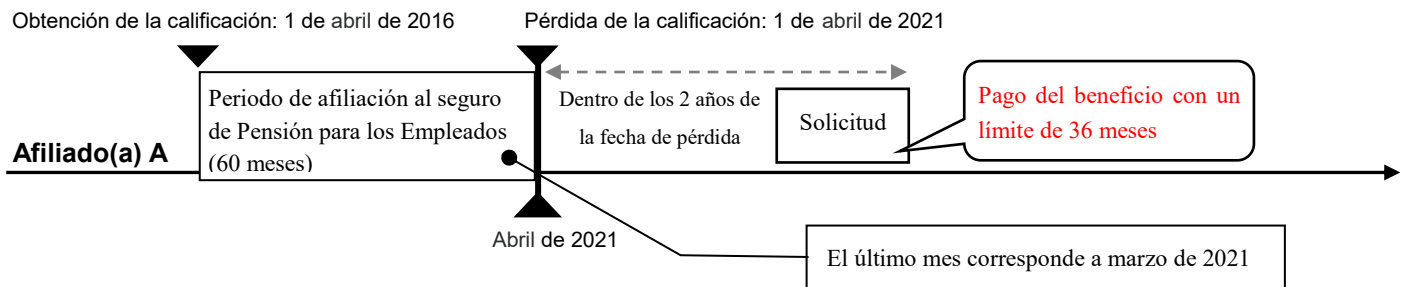 Obtención de la calificación: 1 de abril de 2016
Pérdida de la calificación: 1 de abril de 2021
Periodo de afiliación al seguro
de Pensión para los Empleados
(60 meses)
Dentro de los 2 años de
la fecha de pérdida
Solicitud
Pago del beneficio con un
límite de 36 meses
Afiliado(a) A
Abril de 2021
El último mes corresponde a marzo de 2021